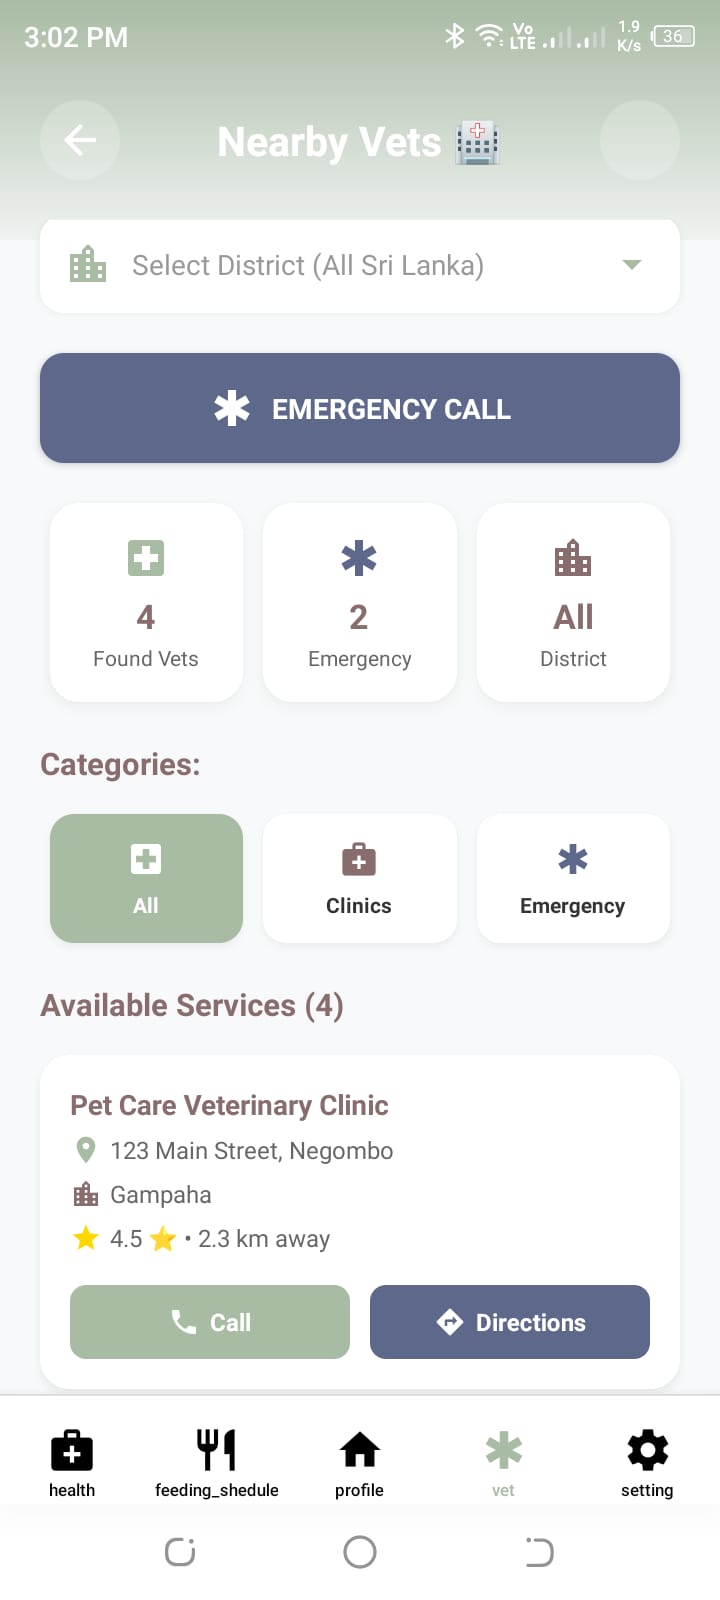 3:02 PM
Vo LTE 1.9 K/s 36
Nearby Vets
Select District (All Sri Lanka)
EMERGENCY CALL
4 2 All
Found Vets Emergency District
Categories:
All Clinics Emergency
Available Services (4)
Pet Care Veterinary Clinic
123 Main Street, Negombo
Gampaha
4.5 ⭐ • 2.3 km away
Call Directions
health feeding_shedule profile vet setting